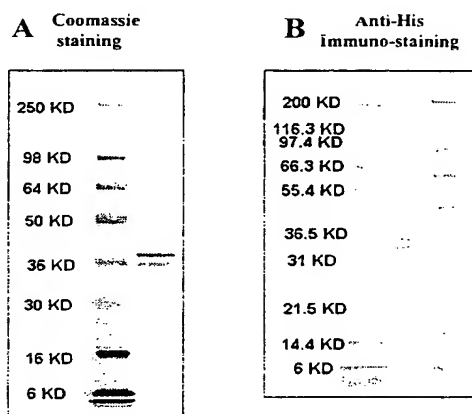 A Coomassie
staining
250 KD
98 KD
64 KD
50 KD
36 KD
30 KD
16 KD
6 KD
B Anti-His
Immuno-staining
200 KD
116.3 KD
97.4 KD
66.3 KD
55.4 KD
36.5 KD
31 KD
21.5 KD
14.4 KD
6 KD